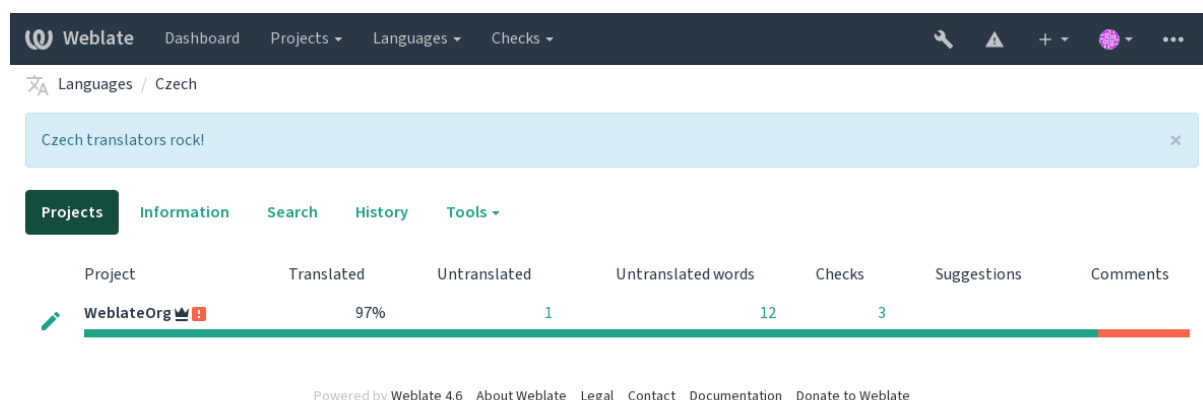 Weblate Dashboard Projects Languages Checks
Languages / Czech
Czech translators rock! ×
Projects Information Search History Tools
Project Translated Untranslated Untranslated words Checks Suggestions Comments
WeblateOrg 97% 1 12 3
Powered by Weblate 4.6 About Weblate Legal Contact Documentation Donate to Weblate